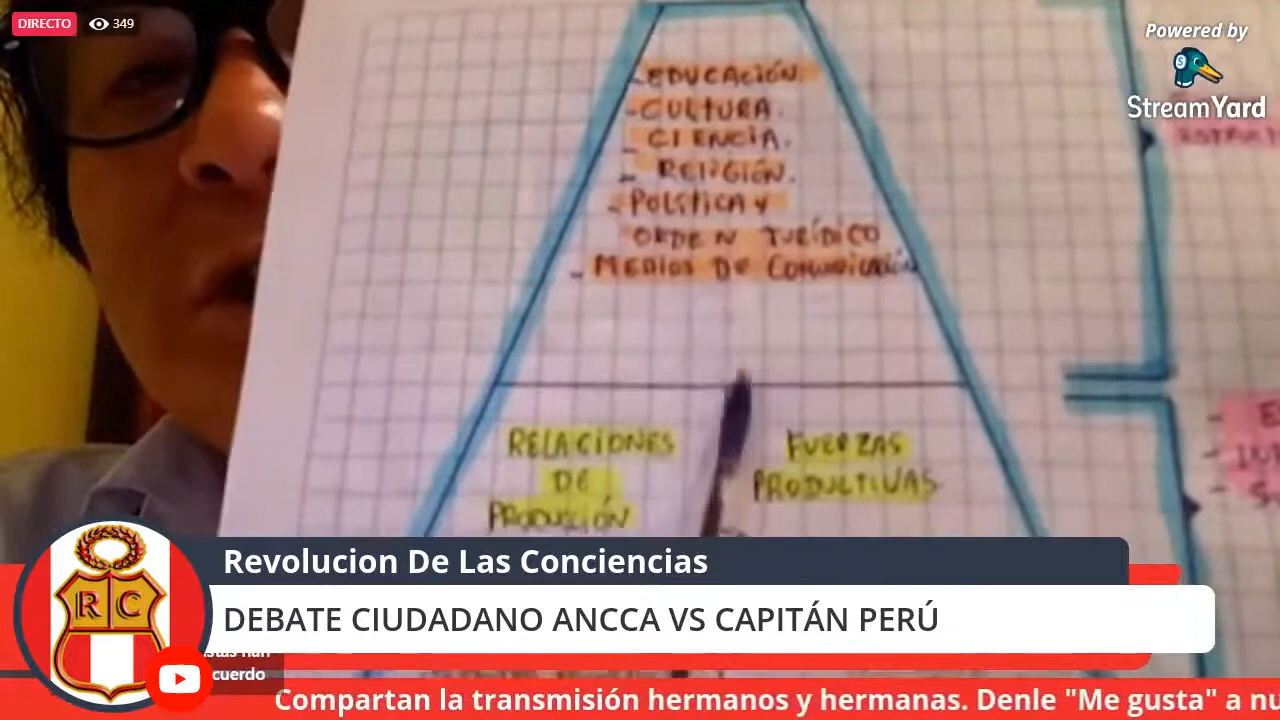 DIRECTO
349
Powered by
StreamYard
- EDUCACIÓN.
- CULTURA.
- CIENCIA.
- RELIGIÓN.
- POLÍTICA Y
ORDEN JURÍDICO
- MEDIOS DE COMUNICACIÓN
RELACIONES
DE
PRODUCCIÓN
FUERZAS
PRODUCTIVAS
Revolucion De Las Conciencias
RC
DEBATE CIUDADANO ANCCA VS CAPITÁN PERÚ
Compartan la transmisión hermanos y hermanas. Denle "Me gusta" a